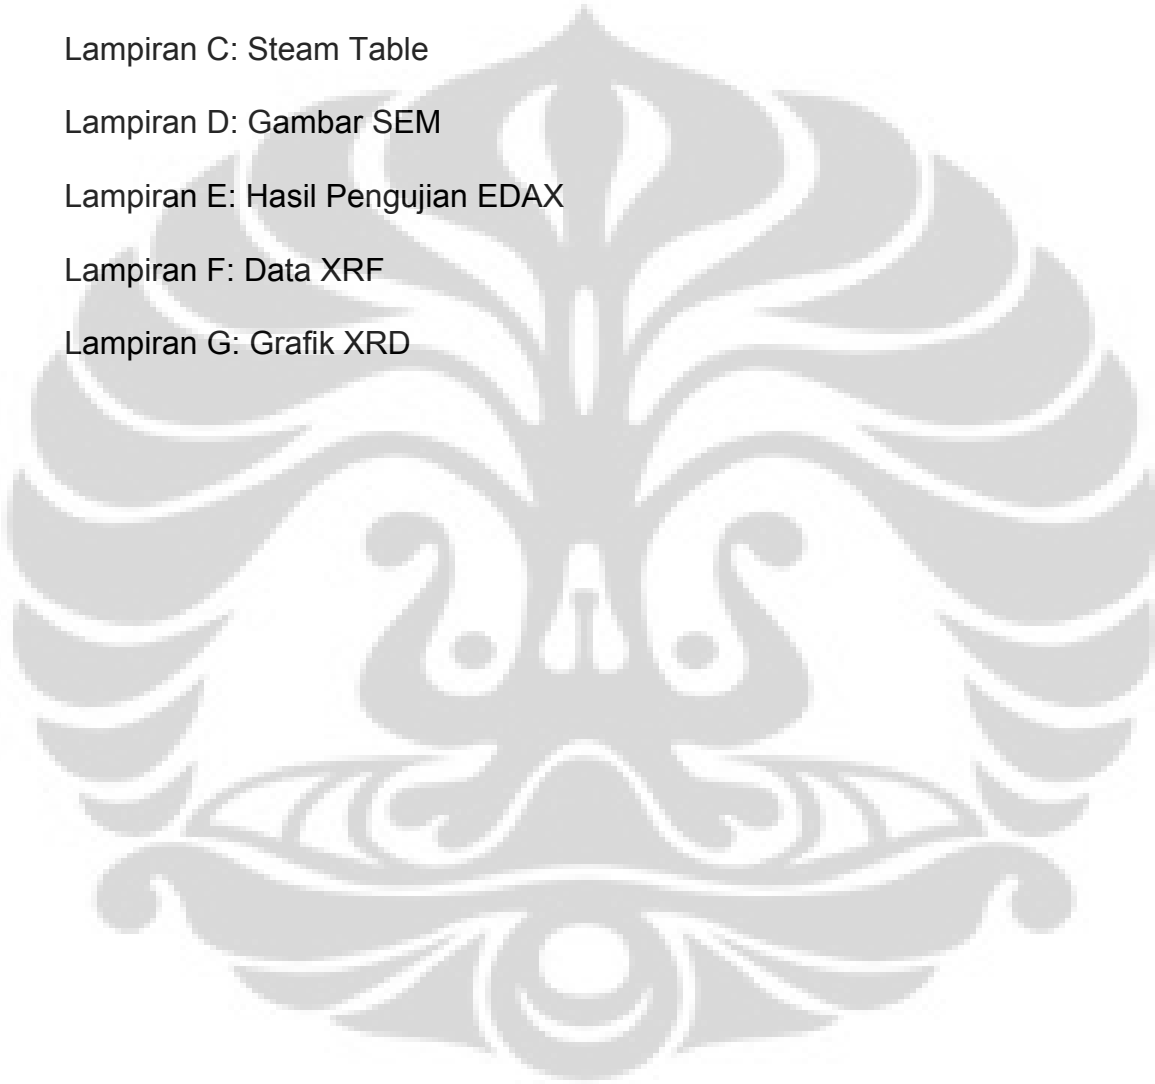 Lampiran C: Steam Table
Lampiran D: Gambar SEM
Lampiran E: Hasil Pengujian EDAX
Lampiran F: Data XRF
Lampiran G: Grafik XRD